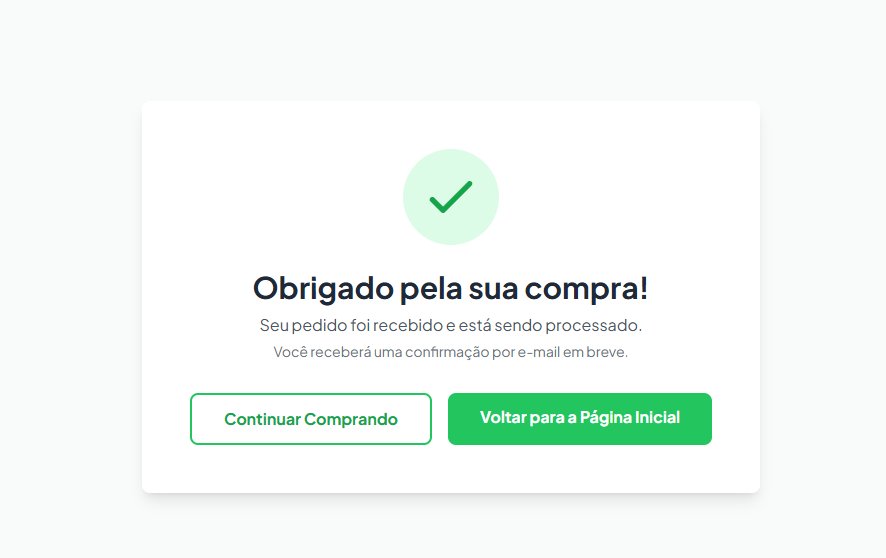 Obrigado pela sua compra!
Seu pedido foi recebido e está sendo processado.
Você receberá uma confirmação por e-mail em breve.
Continuar Comprando
Voltar para a Página Inicial